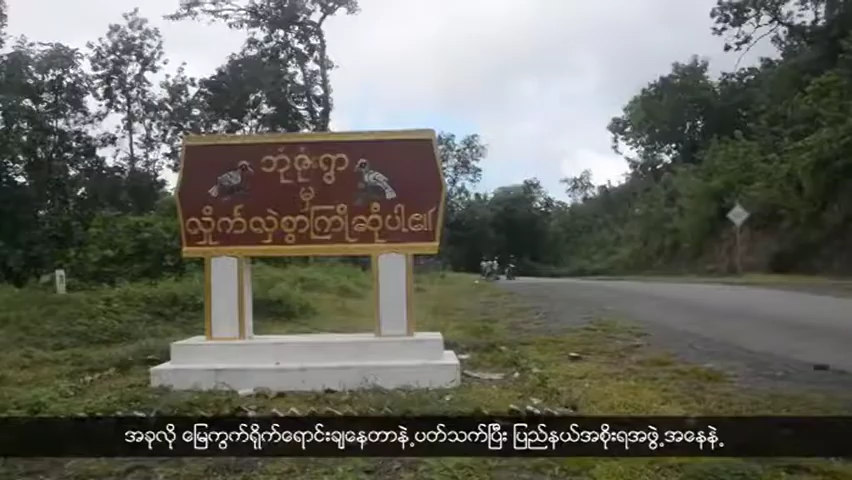 ဘုံဇုံးရွာ
မှ
လှိုက်လှဲစွာကြိုဆိုပါ၏။
အခုလို မြေကွက်ရိုက်ရောင်းချနေတာနဲ့ ပတ်သက်ပြီး ပြည်နယ်အစိုးရအဖွဲ့ အနေနဲ့